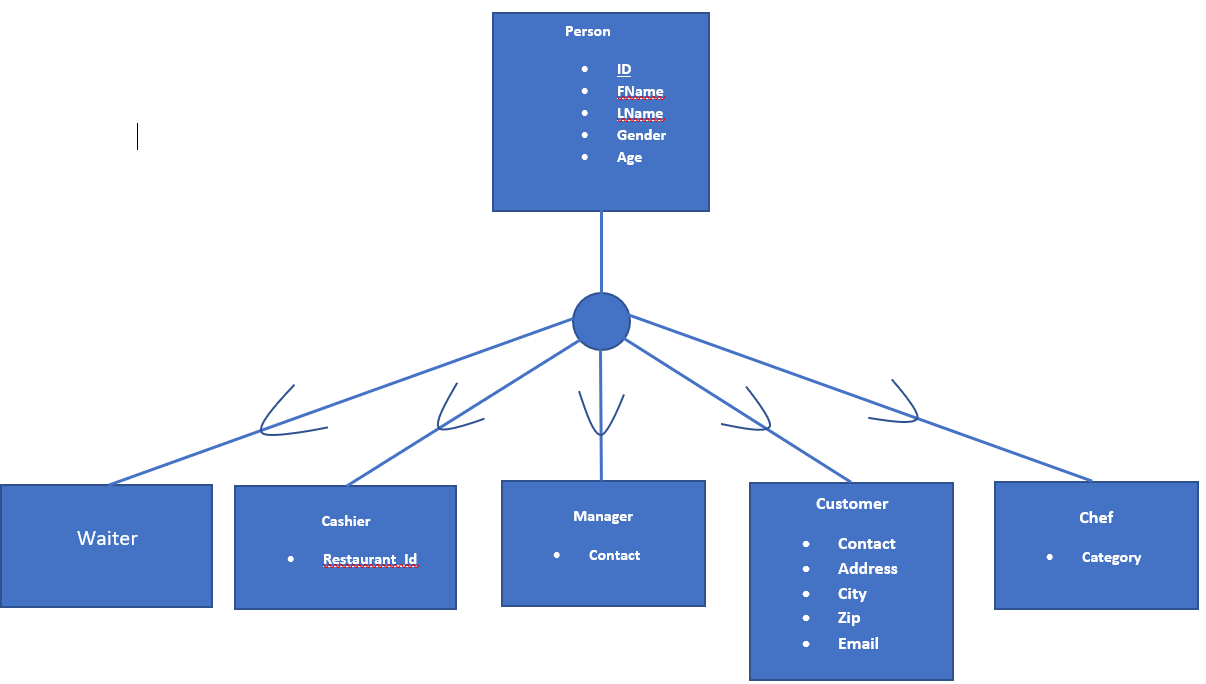 Person
• ID
• FName
• LName
• Gender
• Age
Waiter
Cashier
• Restaurant_Id
Manager
• Contact
Customer
• Contact
• Address
• City
• Zip
• Email
Chef
• Category